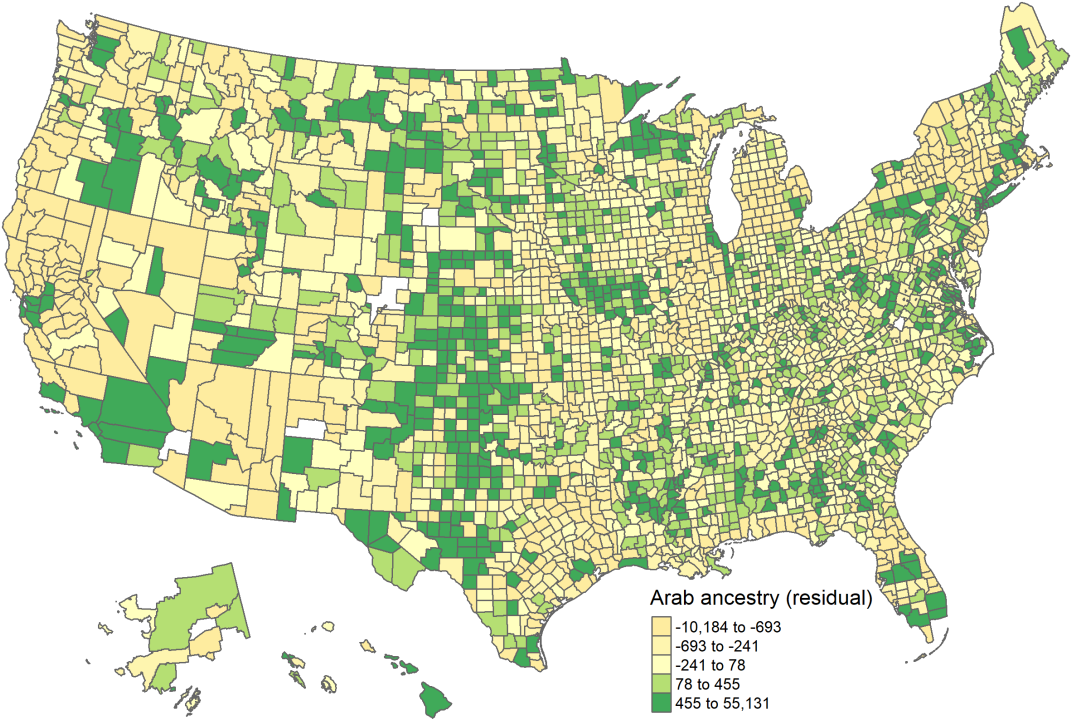 Arab ancestry (residual)
-10,184 to -693
-693 to -241
-241 to 78
78 to 455
455 to 55,131